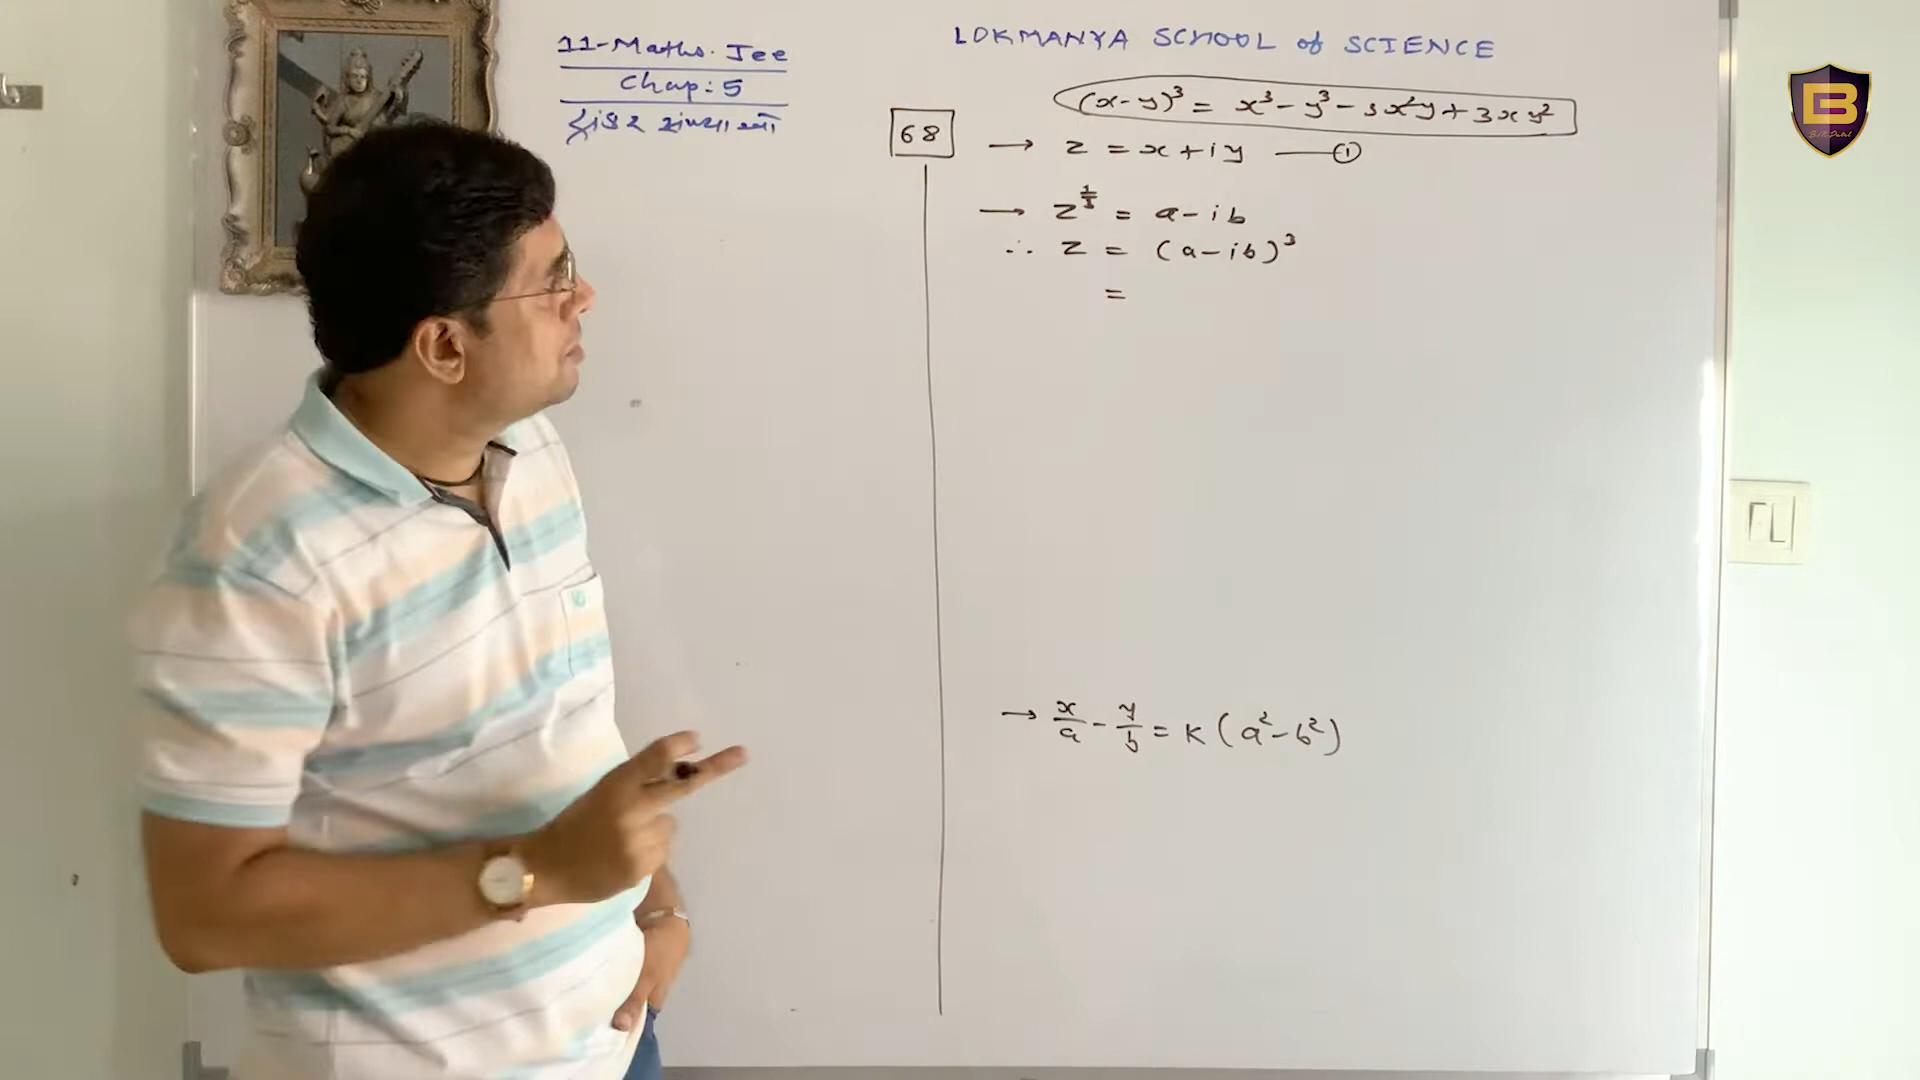 11-Maths. Jee
Chap: 5
સંકર સંખ્યાઓ
LOKMANYA SCHOOL of SCIENCE
(x-y)³ = x³ - y³ - 3x²y + 3xy²
68
→ z = x + iy —— ①
→ z^(1/3) = a - ib
∴ z = (a - ib)³
=
→ x/a - y/b = K (a² - b²)
B